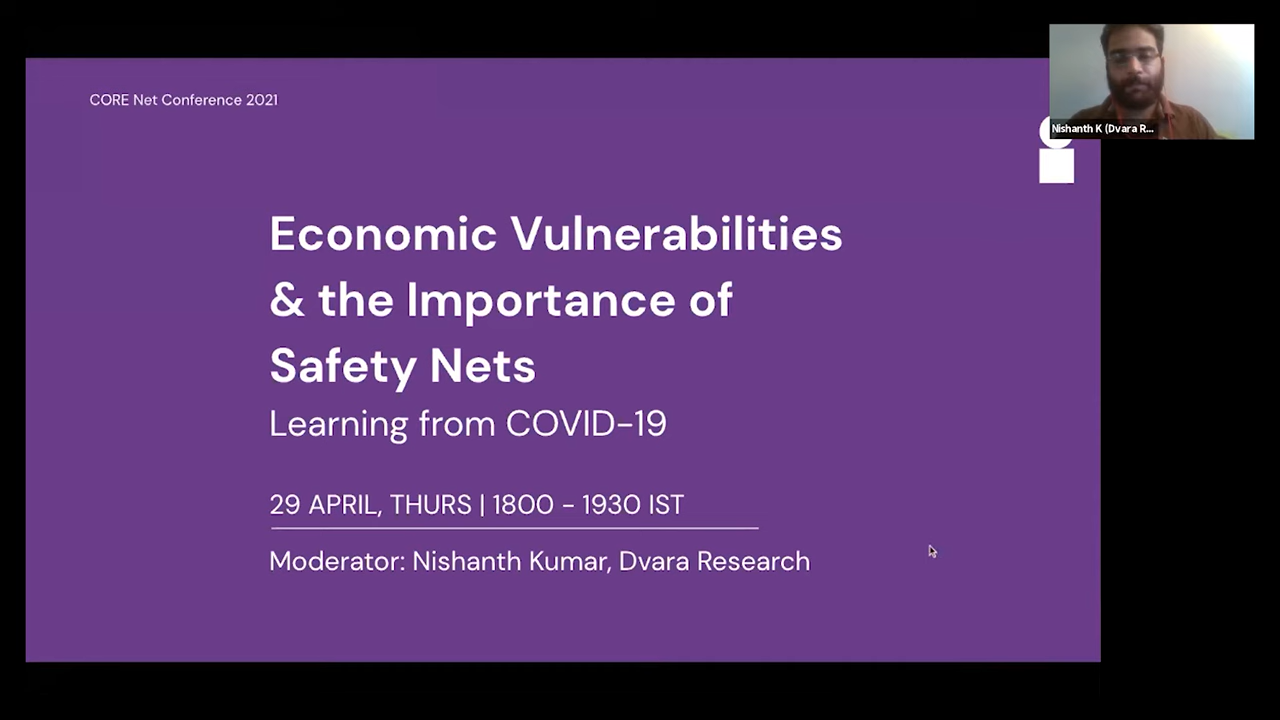 CORE Net Conference 2021
Nishanth K (Dvara R...
Economic Vulnerabilities
& the Importance of
Safety Nets
Learning from COVID-19
29 APRIL, THURS | 1800 - 1930 IST
Moderator: Nishanth Kumar, Dvara Research